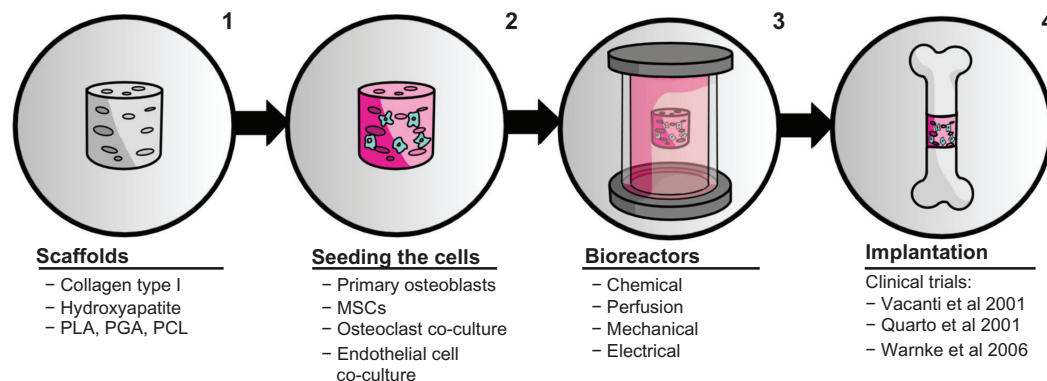 1
2
3
4
Scaffolds
− Collagen type I
− Hydroxyapatite
− PLA, PGA, PCL
Seeding the cells
− Primary osteoblasts
− MSCs
− Osteoclast co-culture
− Endothelial cell
co-culture
Bioreactors
− Chemical
− Perfusion
− Mechanical
− Electrical
Implantation
Clinical trials:
− Vacanti et al 2001
− Quarto et al 2001
− Warnke et al 2006